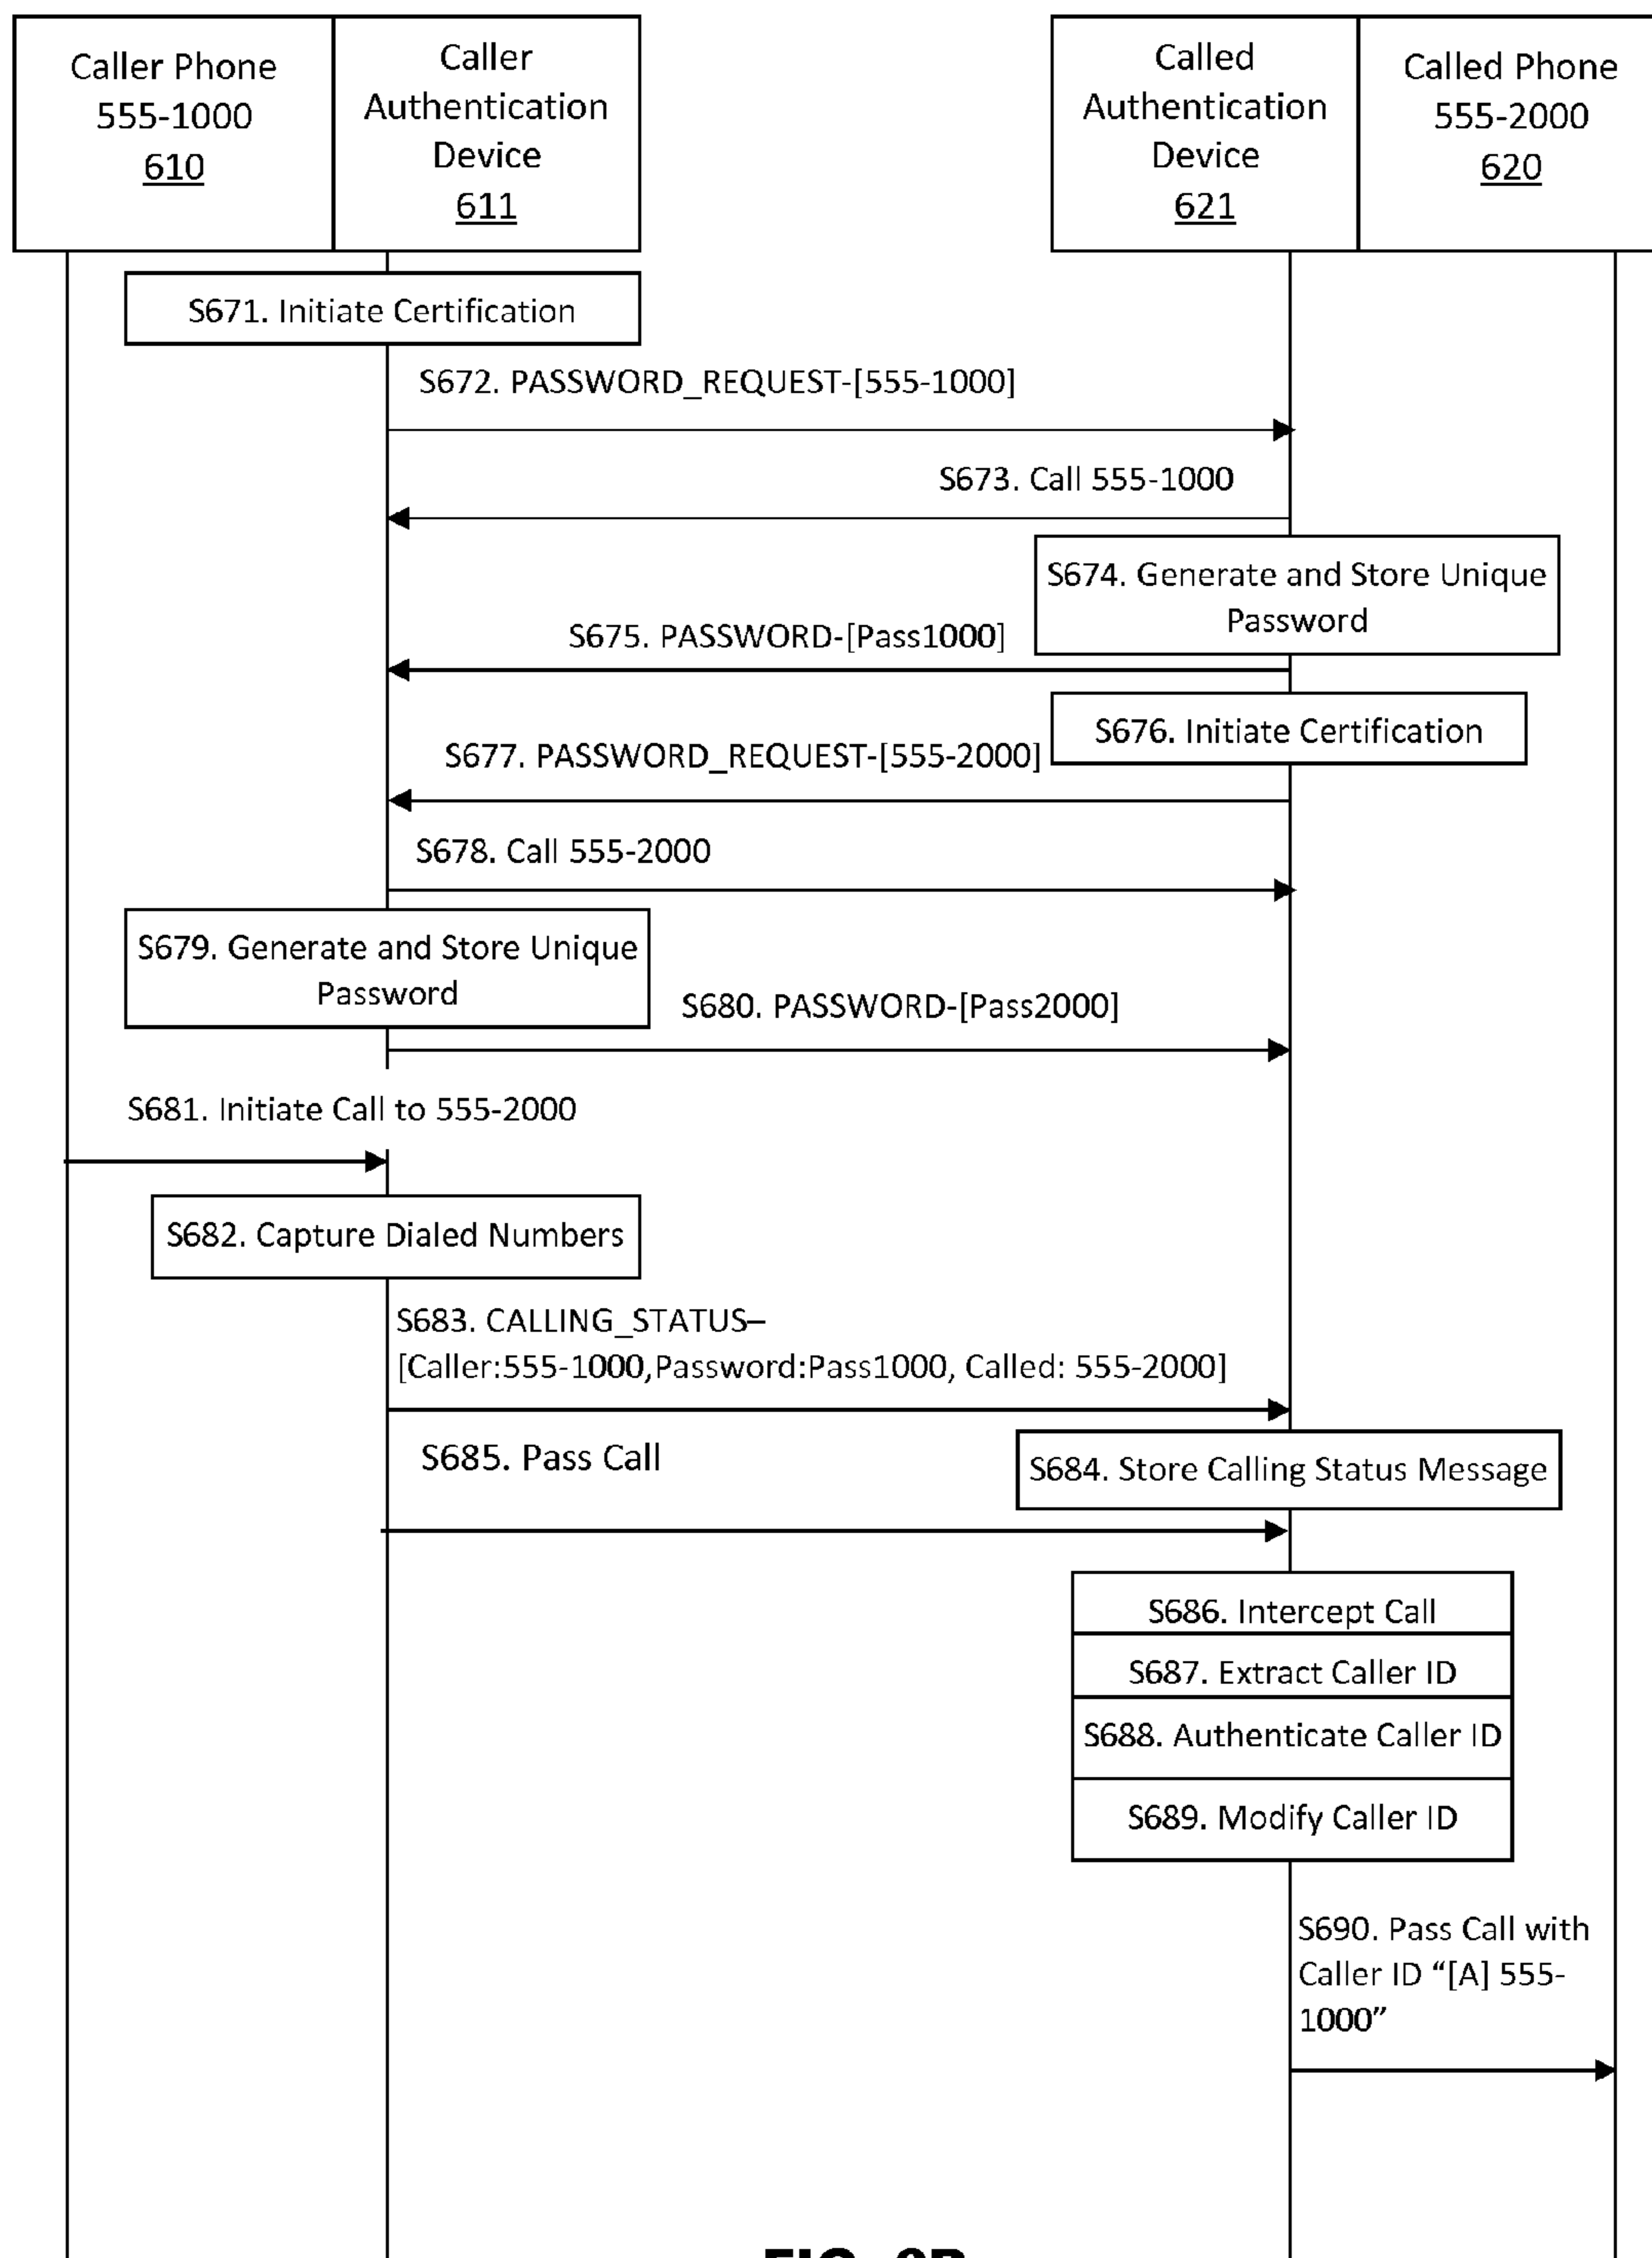 Caller Phone
555-1000
610
Caller
Authentication
Device
611
Called
Authentication
Device
621
Called Phone
555-2000
620
S671. Initiate Certification
S672. PASSWORD_REQUEST-[555-1000]
S673. Call 555-1000
S674. Generate and Store Unique
Password
S675. PASSWORD-[Pass1000]
S676. Initiate Certification
S677. PASSWORD_REQUEST-[555-2000]
S678. Call 555-2000
S679. Generate and Store Unique
Password
S680. PASSWORD-[Pass2000]
S681. Initiate Call to 555-2000
S682. Capture Dialed Numbers
S683. CALLING_STATUS–
[Caller:555-1000,Password:Pass1000, Called: 555-2000]
S685. Pass Call
S684. Store Calling Status Message
S686. Intercept Call
S687. Extract Caller ID
S688. Authenticate Caller ID
S689. Modify Caller ID
S690. Pass Call with
Caller ID “[A] 555-
1000”
FIG.